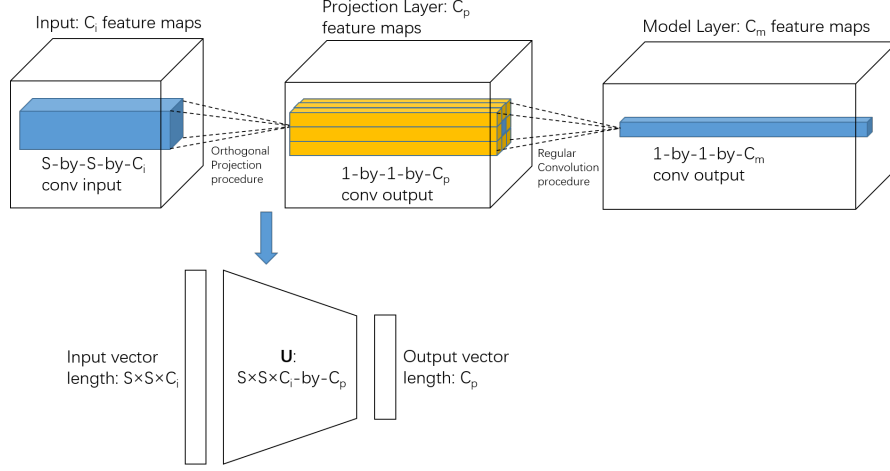 Input: Cᵢ feature maps
Projection Layer: Cₚ
feature maps
Model Layer: Cₘ feature maps
S-by-S-by-Cᵢ
conv input
Orthogonal
Projection
procedure
1-by-1-by-Cₚ
conv output
Regular
Convolution
procedure
1-by-1-by-Cₘ
conv output
Input vector
length: S×S×Cᵢ
U:
S×S×Cᵢ-by-Cₚ
Output vector
length: Cₚ